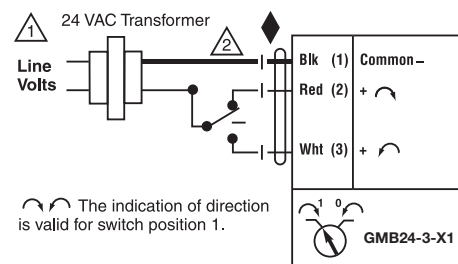 1 24 VAC Transformer
2
Line
Volts
Blk (1) Common –
Red (2) +
Wht (3) +
The indication of direction
is valid for switch position 1.
1 0
GMB24-3-X1